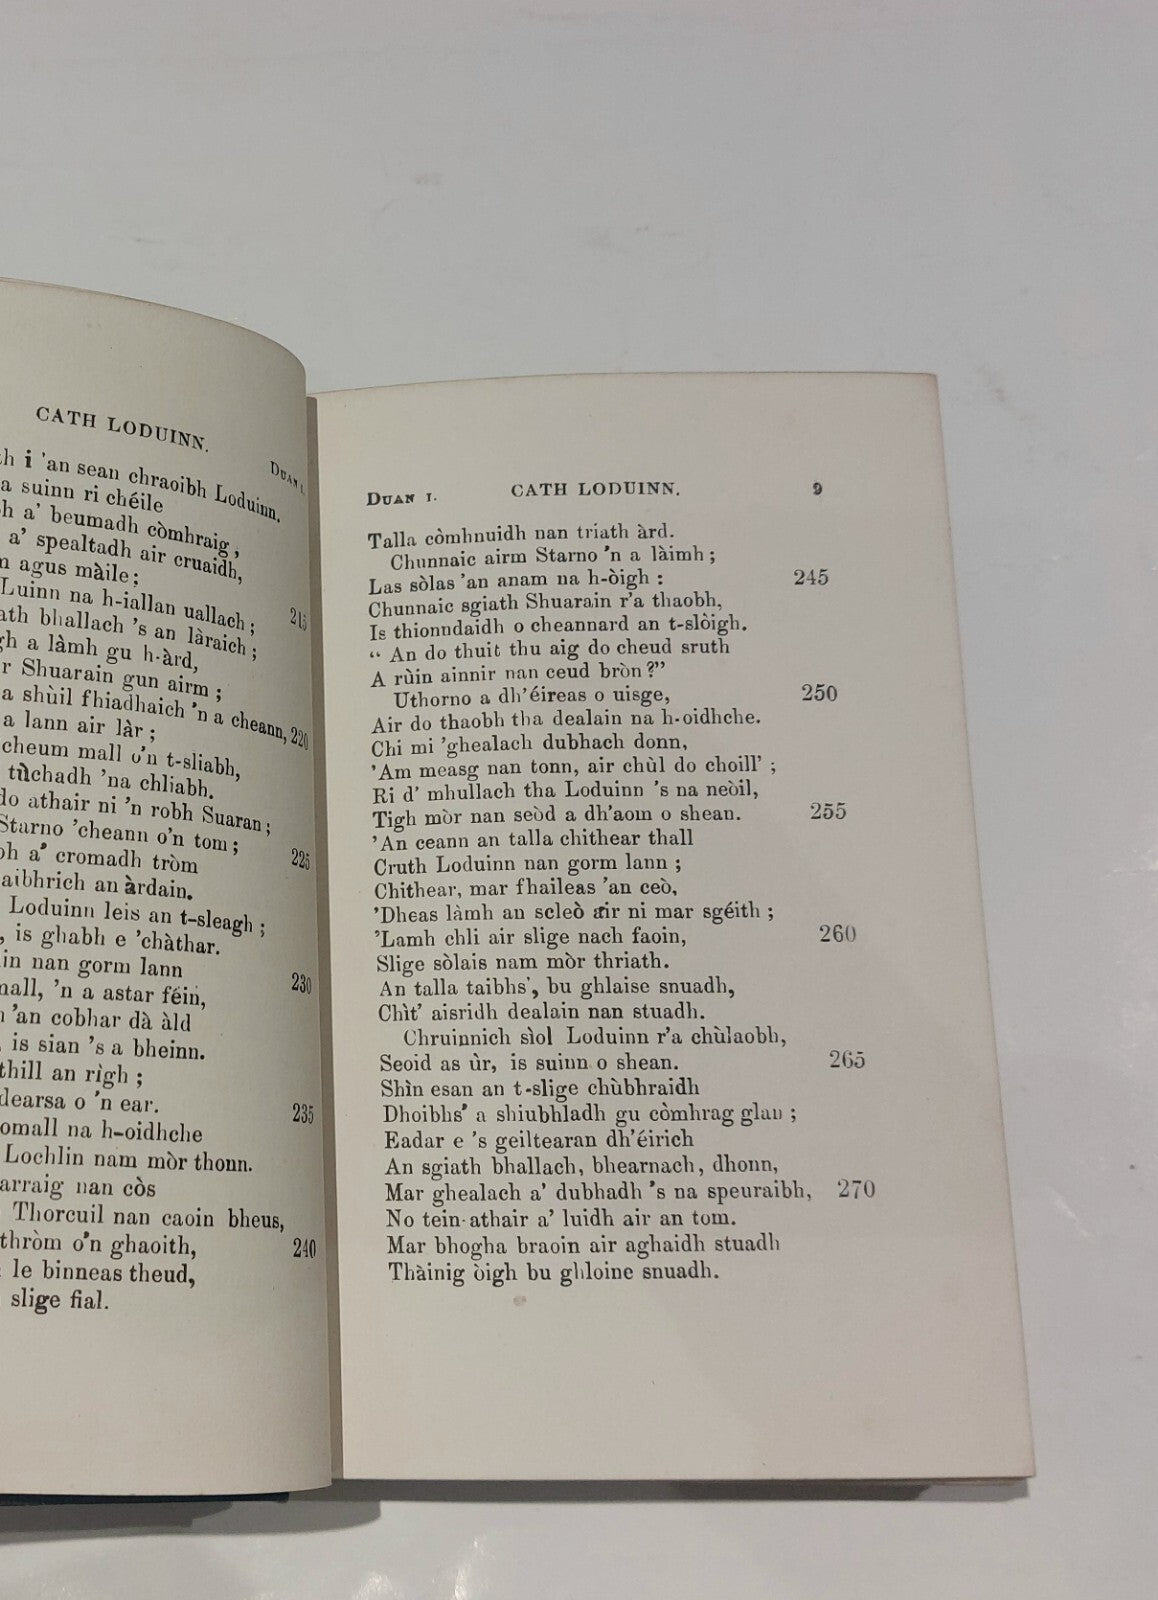 CATH LODUINN.
DUAN I.
i 'an sean chraoibh Loduinn.
a suinn ri chéile
a' beumadh còmhraig,
a' spealtadh air cruaidh,
agus màile;
Luinn na h-iallan uallach; 215
bhallach 's an làraich;
a làmh gu h-àrd,
Shuarain gun airm;
a shùil fhiadhaich 'n a cheann, 220
a lann air làr;
cheum mall o'n t-sliabh,
tùchadh 'na chliabh.
do athair ni 'n robh Suaran;
Starno 'cheann o'n tom; 225
a' cromadh tròm
an àrdain.
Loduinn leis an t-sleagh;
is ghabh e 'chàthar.
nan gorm lann 230
'n a astar féin,
'an cobhar dà àld
is sian 's a bheinn.
thill an rìgh;
o 'n ear. 235
na h-oidhche
Lochlin nam mòr thonn.
nan còs
Thorcuil nan caoin bheus,
o'n ghaoith, 240
le binneas theud,
slige fial.
DUAN I. CATH LODUINN. 9
Talla còmhnuidh nan triath àrd.
Chunnaic airm Starno 'n a làimh;
Las sòlas 'an anam na h-òigh: 245
Chunnaic sgiath Shuarain r'a thaobh,
Is thionndaidh o cheannard an t-slòigh.
“ An do thuit thu aig do cheud sruth
A rùin ainnir nan ceud bròn?”
Uthorno a dh'éireas o uisge, 250
Air do thaobh tha dealain na h-oidhche.
Chi mi 'ghealach dubhach donn,
'Am measg nan tonn, air chùl do choill';
Ri d' mhullach tha Loduinn 's na neòil,
Tigh mòr nan seòd a dh'aom o shean. 255
'An ceann an talla chithear thall
Cruth Loduinn nan gorm lann;
Chithear, mar fhaileas 'an ceò,
'Dheas làmh an scleò air ni mar sgéith;
'Lamh chli air slige nach faoin, 260
Slige sòlais nam mòr thriath.
An talla taibhs', bu ghlaise snuadh,
Chìt' aisridh dealain nan stuadh.
Chruinnich sìol Loduinn r'a chùlaobh,
Seoid as ùr, is suinn o shean. 265
Shìn esan an t-slige chùbhraidh
Dhoibhs' a shiubhladh gu còmhrag glan;
Eadar e 's geiltearan dh'éirich
An sgiath bhallach, bhearnach, dhonn,
Mar ghealach a' dubhadh 's na speuraibh, 270
No tein-athair a' luidh air an tom.
Mar bhogha braoin air aghaidh stuadh
Thàinig òigh bu ghloine snuadh.